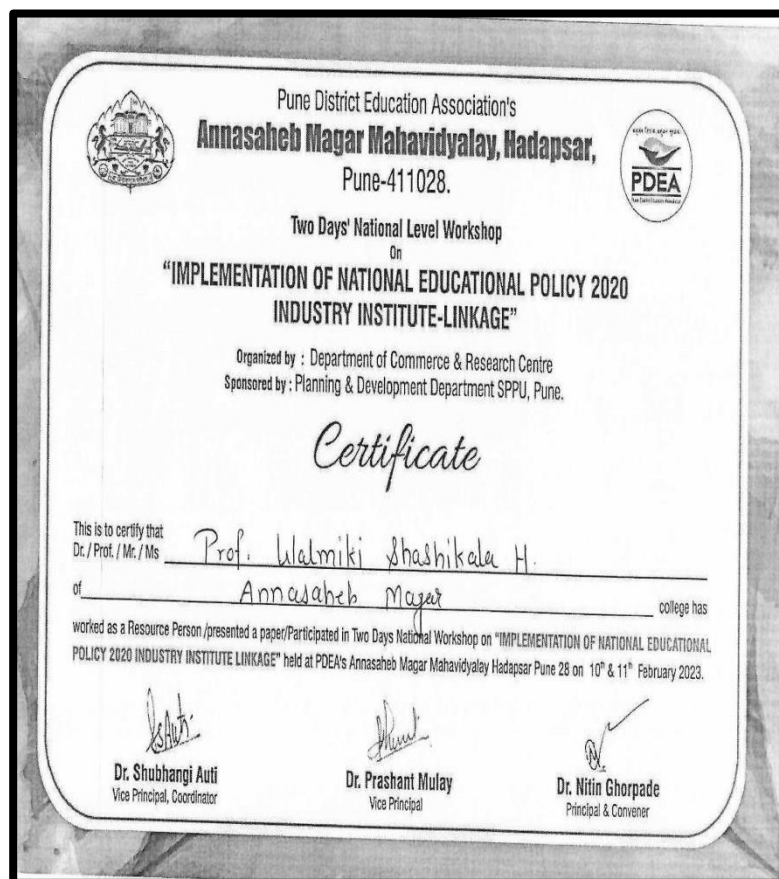 Pune District Education Association's
Annasaheb Magar Mahavidyalay, Hadapsar,
Pune-411028.
PDEA
Two Days' National Level Workshop
On
"IMPLEMENTATION OF NATIONAL EDUCATIONAL POLICY 2020
INDUSTRY INSTITUTE-LINKAGE"
Organized by : Department of Commerce & Research Centre
Sponsored by : Planning & Development Department SPPU, Pune.
Certificate
This is to certify that
Dr. / Prof. / Mr. / Ms Prof. Walmiki Shashikala H.
of Annasaheb Magar college has
worked as a Resource Person /presented a paper/Participated in Two Days National Workshop on "IMPLEMENTATION OF NATIONAL EDUCATIONAL
POLICY 2020 INDUSTRY INSTITUTE LINKAGE" held at PDEA's Annasaheb Magar Mahavidyalay Hadapsar Pune 28 on 10th & 11th February 2023.
Dr. Shubhangi Auti
Vice Principal, Coordinator
Dr. Prashant Mulay
Vice Principal
Dr. Nitin Ghorpade
Principal & Convener